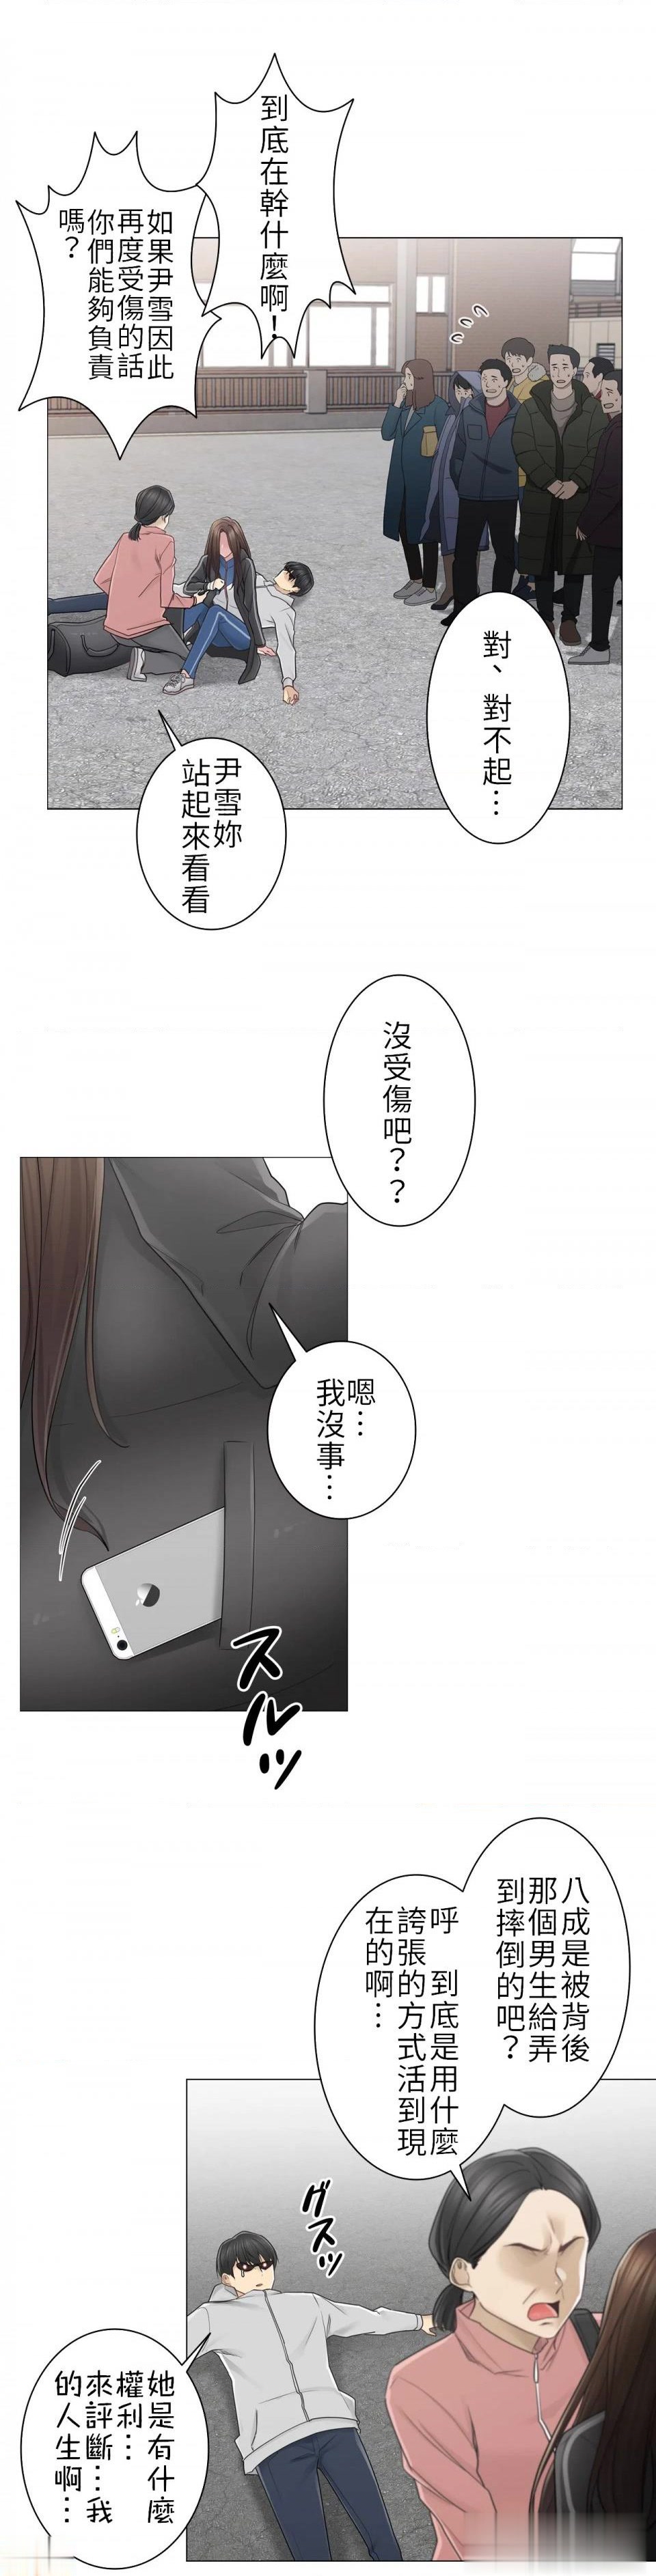 到底在幹什麼啊!
如果尹雪因此
再度受傷的話
你們能夠負責
嗎?
對、對不起…
尹雪妳
站起來看看
沒受傷吧??
嗯…
我沒事…
スルッ
八成是被背後
那個男生給弄
到摔倒的吧?
呼 到底是用什麼
誇張的方式活到現
在的啊…
グスッ
她是有什麼
權利…
來評斷…我
的人生啊…